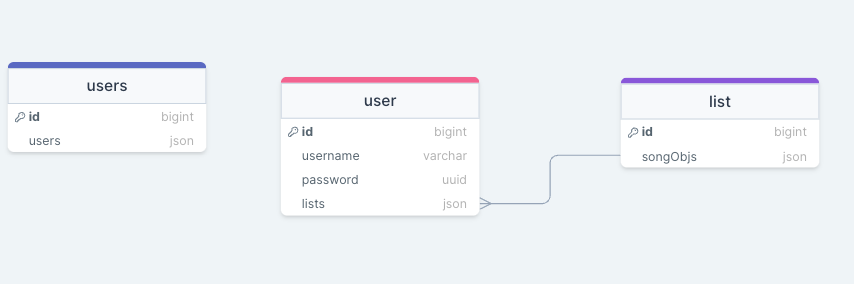 users
id bigint
users json
user
id bigint
username varchar
password uuid
lists json
list
id bigint
songObjs json